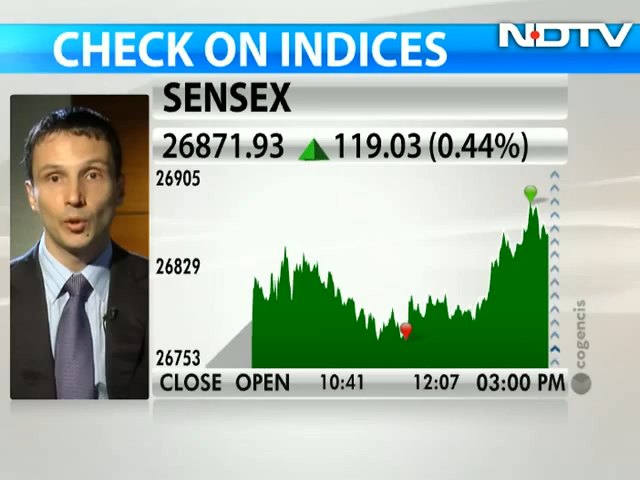 CHECK ON INDICES
NDTV
SENSEX
26871.93 119.03 (0.44%)
26905
26829
26753
CLOSE OPEN 10:41 12:07 03:00 PM
cogencis